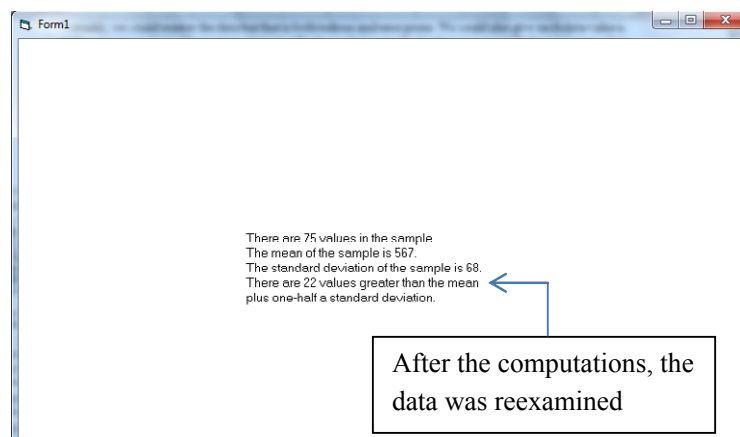 Form1
There are 75 values in the sample
The mean of the sample is 567.
The standard deviation of the sample is 68.
There are 22 values greater than the mean
plus one-half a standard deviation.
After the computations, the
data was reexamined